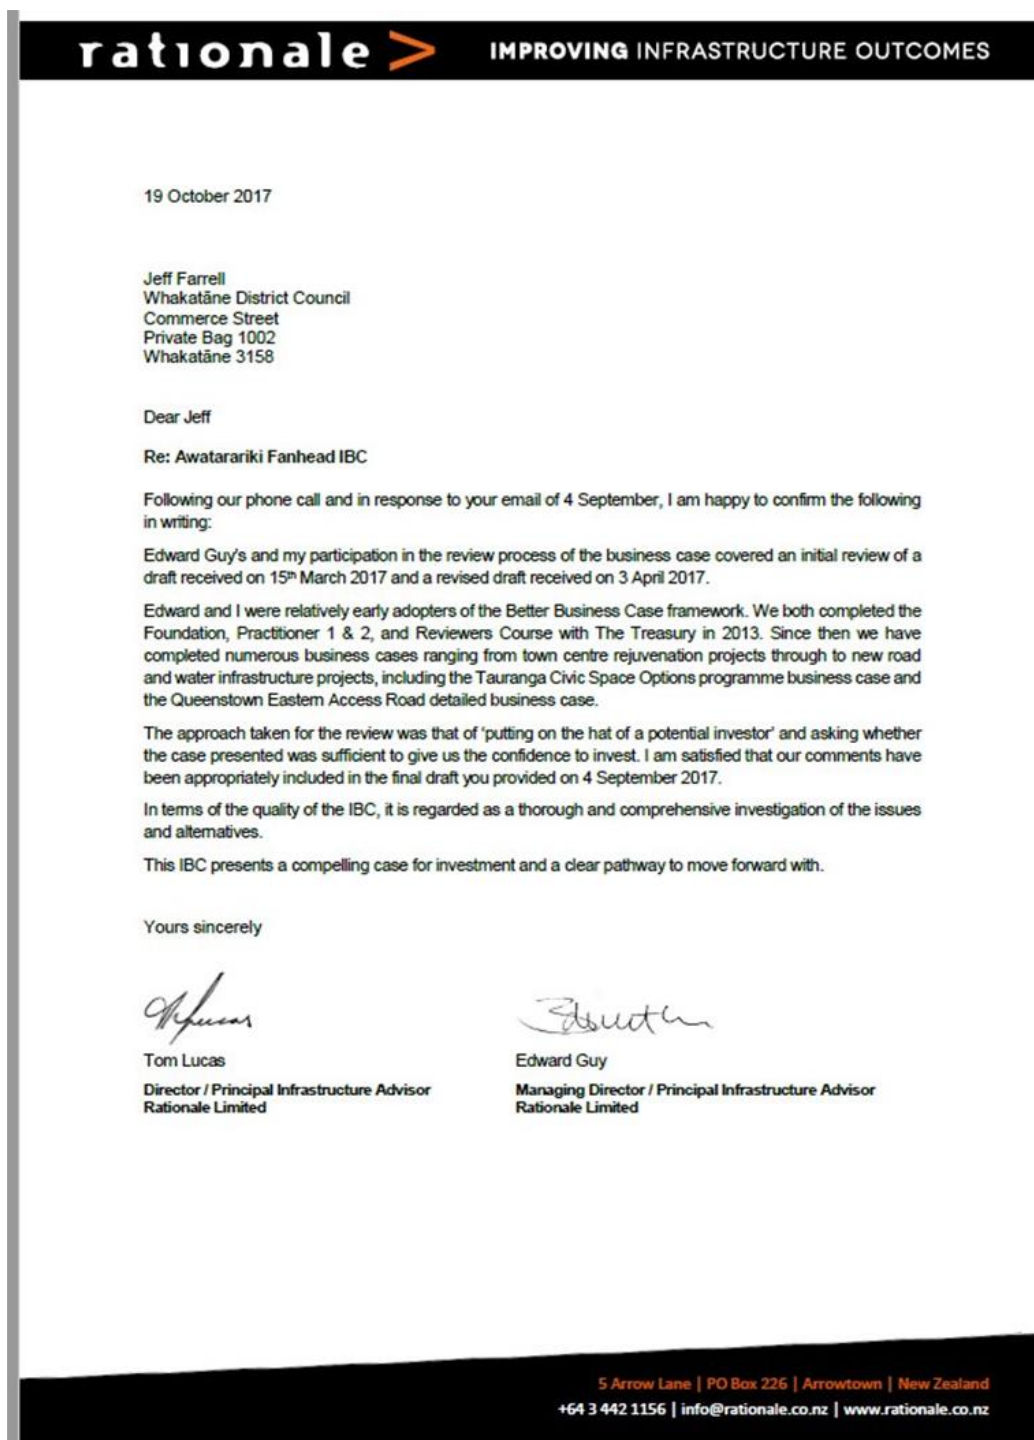 rationale >
IMPROVING INFRASTRUCTURE OUTCOMES
19 October 2017
Jeff Farrell
Whakatāne District Council
Commerce Street
Private Bag 1002
Whakatāne 3158
Dear Jeff
Re: Awatarariki Fanhead IBC
Following our phone call and in response to your email of 4 September, I am happy to confirm the following
in writing:
Edward Guy's and my participation in the review process of the business case covered an initial review of a
draft received on 15th March 2017 and a revised draft received on 3 April 2017.
Edward and I were relatively early adopters of the Better Business Case framework. We both completed the
Foundation, Practitioner 1 & 2, and Reviewers Course with The Treasury in 2013. Since then we have
completed numerous business cases ranging from town centre rejuvenation projects through to new road
and water infrastructure projects, including the Tauranga Civic Space Options programme business case and
the Queenstown Eastern Access Road detailed business case.
The approach taken for the review was that of 'putting on the hat of a potential investor' and asking whether
the case presented was sufficient to give us the confidence to invest. I am satisfied that our comments have
been appropriately included in the final draft you provided on 4 September 2017.
In terms of the quality of the IBC, it is regarded as a thorough and comprehensive investigation of the issues
and alternatives.
This IBC presents a compelling case for investment and a clear pathway to move forward with.
Yours sincerely
Tom Lucas
Director / Principal Infrastructure Advisor
Rationale Limited
Edward Guy
Managing Director / Principal Infrastructure Advisor
Rationale Limited
5 Arrow Lane | PO Box 226 | Arrowtown | New Zealand
+64 3 442 1156 | info@rationale.co.nz | www.rationale.co.nz